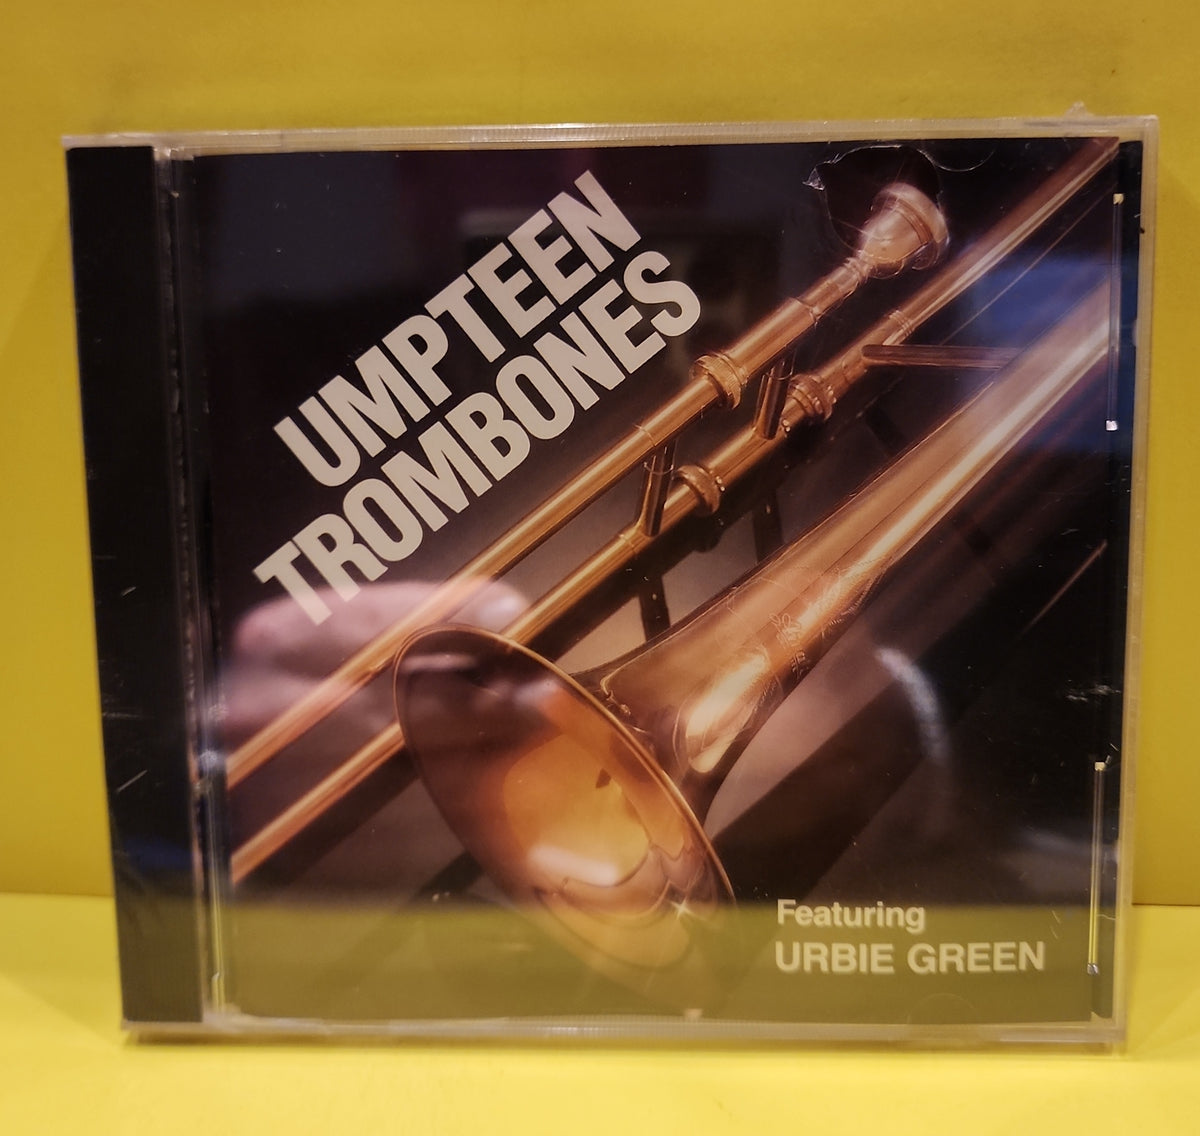 UMPTEEN
TROMBONES
Featuring
URBIE GREEN